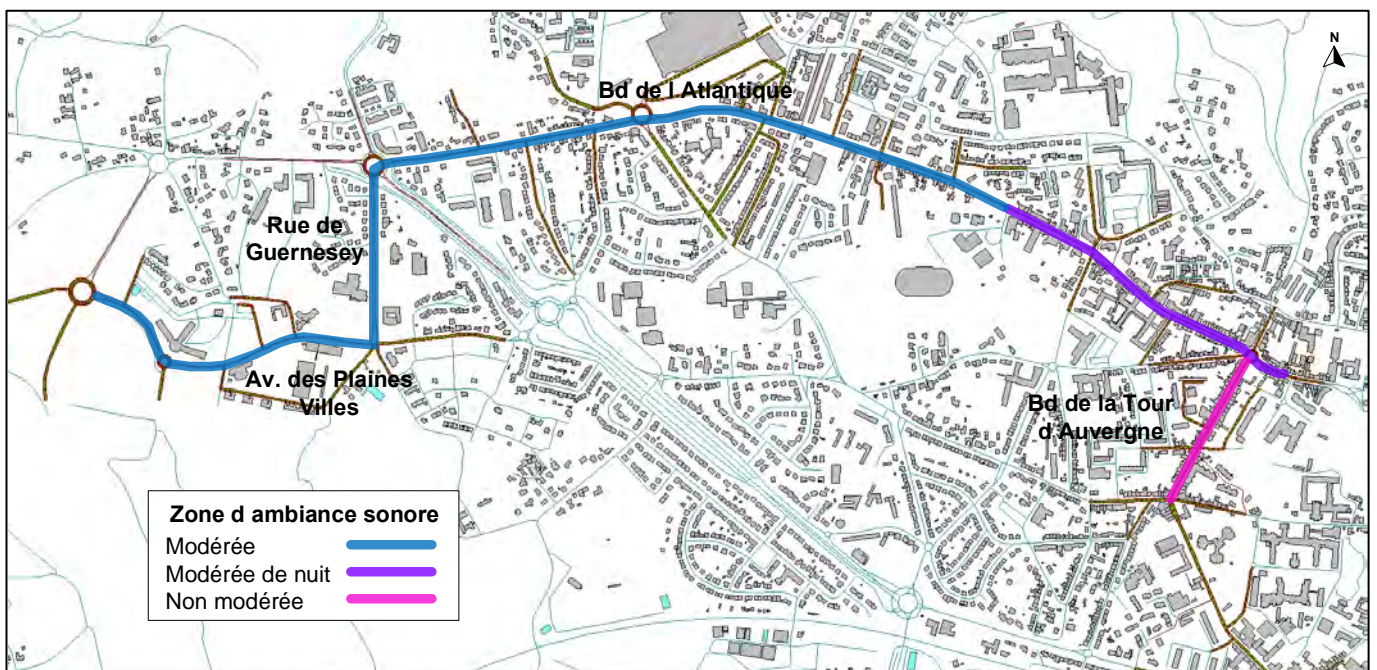 N
Bd de l Atlantique
Rue de
Guernesey
Av. des Plaines
Villes
Bd de la Tour
d Auvergne
Zone d ambiance sonore
Modérée
Modérée de nuit
Non modérée